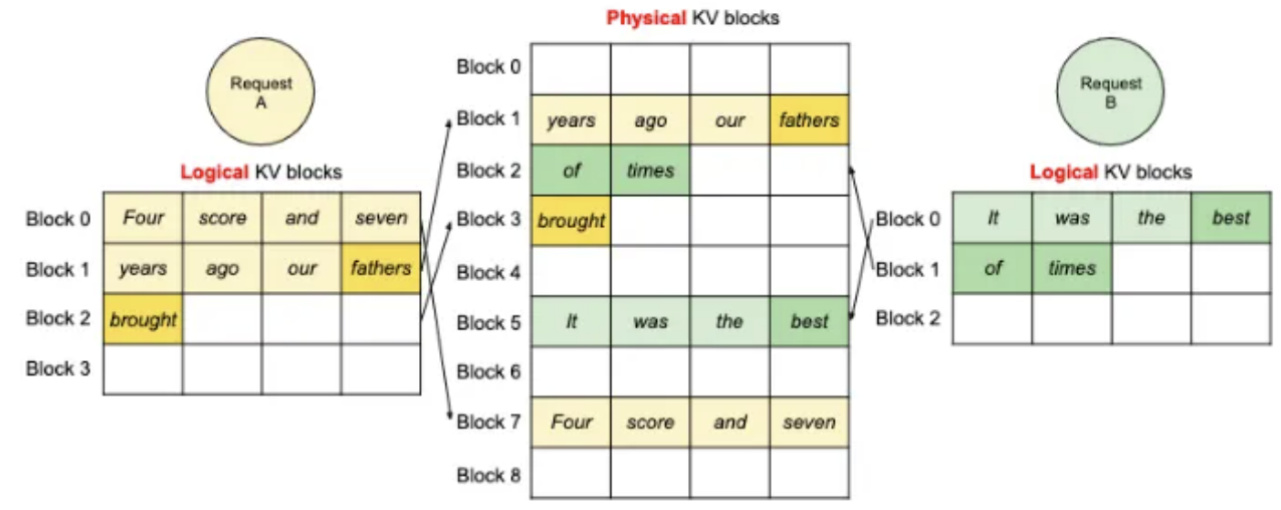 Physical KV blocks
Request
A
Logical KV blocks
Block 0 Four score and seven
Block 1 years ago our fathers
Block 2 brought
Block 3
Block 0
Block 1 years ago our fathers
Block 2 of times
Block 3 brought
Block 4
Block 5 It was the best
Block 6
Block 7 Four score and seven
Block 8
Request
B
Logical KV blocks
Block 0 It was the best
Block 1 of times
Block 2